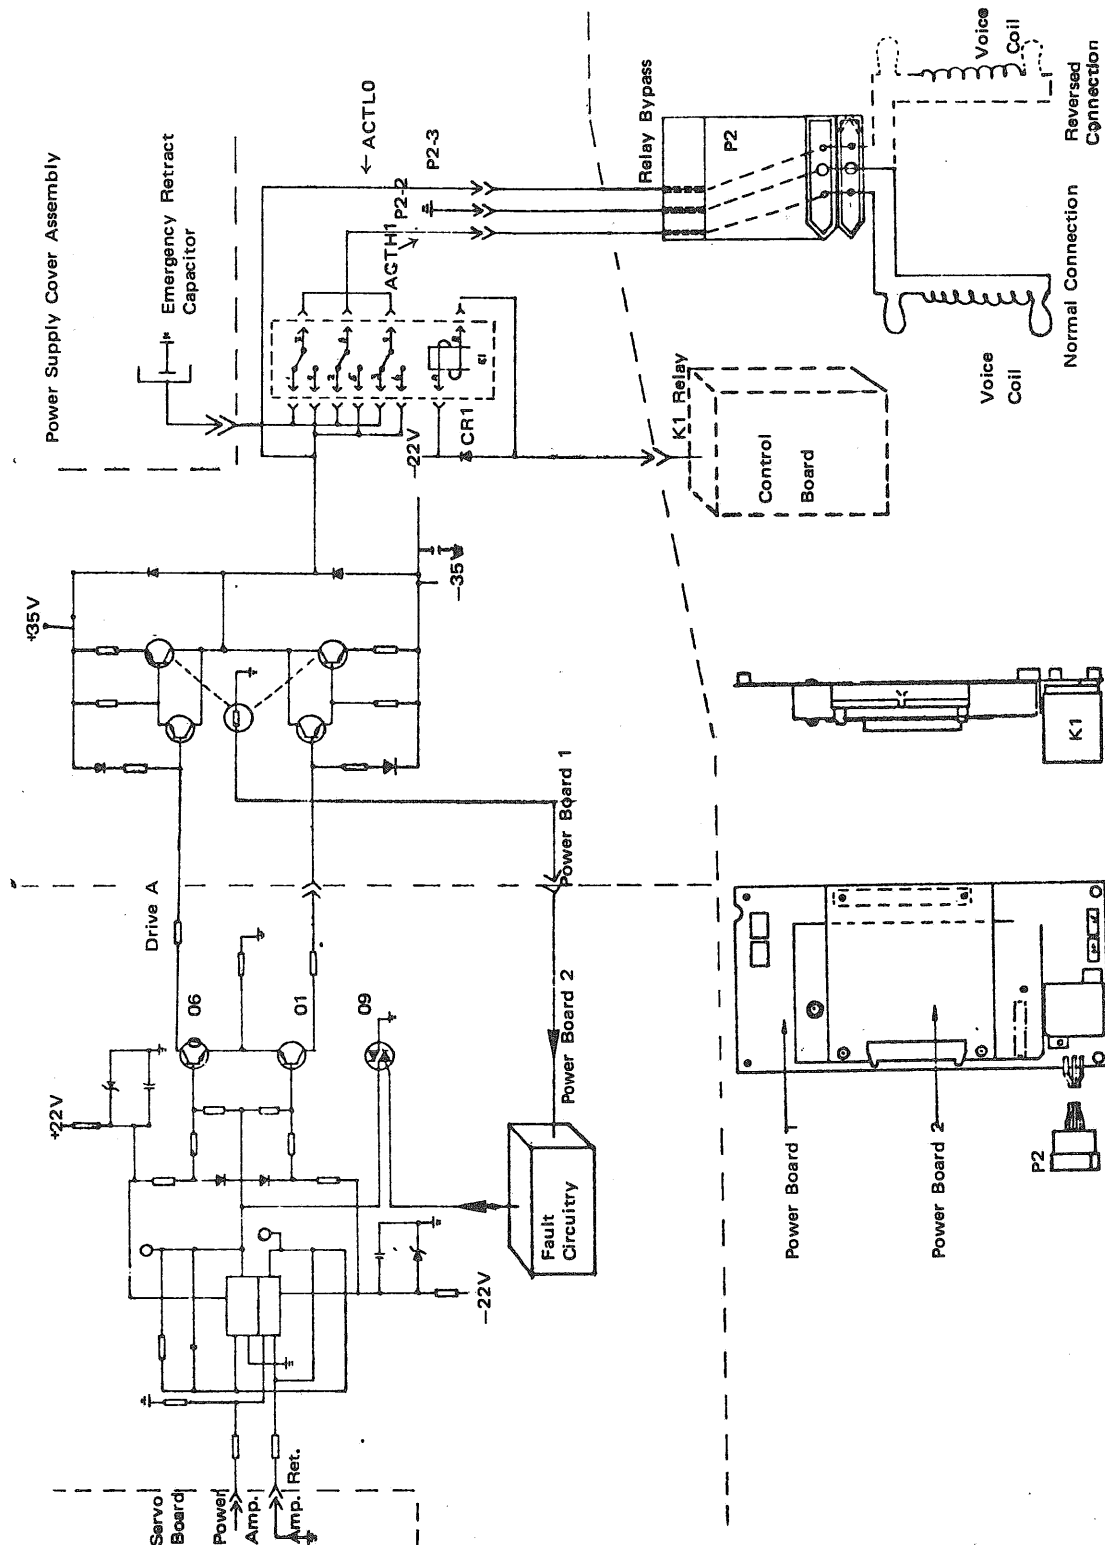 Power Supply Cover Assembly
Emergency Retract
Capacitor
← ACTLO
P2-3
P2-2
ACTH1
+35V
-35V
-22V
CR1
K1
Relay Bypass
P2
Voice
Coil
Reversed
Connection
Normal Connection
Voice
Coil
K1 Relay
Control
Board
Drive A
Power Board 1
Power Board 2
06
01
09
+22V
-22V
Fault
Circuitry
Servo
Board
Power
Amp.
Amp. Ret.
K1
Power Board 1
Power Board 2
P2